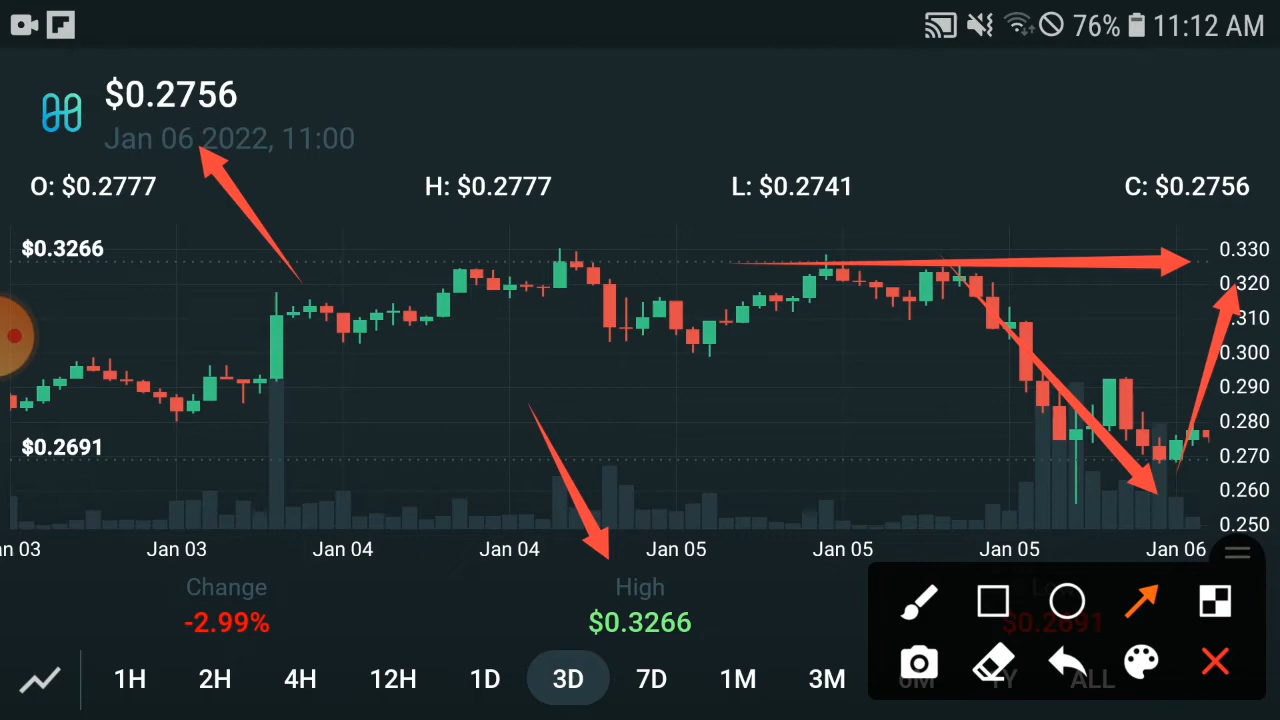 76% 11:12 AM
$0.2756
Jan 06 2022, 11:00
O: $0.2777 H: $0.2777 L: $0.2741 C: $0.2756
$0.3266
0.330
0.320
0.310
0.300
0.290
$0.2691
0.280
0.270
0.260
0.250
an 03 Jan 03 Jan 04 Jan 04 Jan 05 Jan 05 Jan 05 Jan 06
Change High
-2.99% $0.3266 $0.2691
1H 2H 4H 12H 1D 3D 7D 1M 3M 6M 1Y ALL